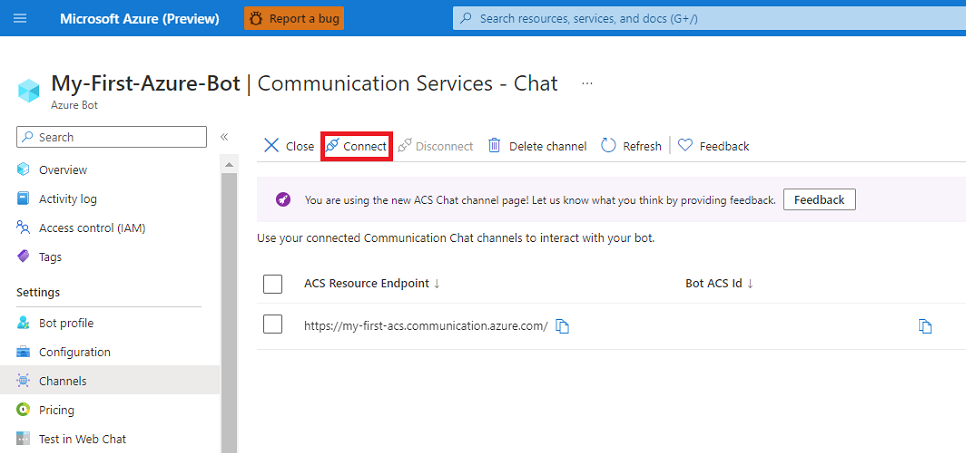 Microsoft Azure (Preview)
Report a bug
Search resources, services, and docs (G+/)
My-First-Azure-Bot | Communication Services - Chat ...
Azure Bot
Search
«
Close
Connect
Disconnect
Delete channel
Refresh
Feedback
Overview
Activity log
Access control (IAM)
Tags
Settings
Bot profile
Configuration
Channels
Pricing
Test in Web Chat
You are using the new ACS Chat channel page! Let us know what you think by providing feedback.
Feedback
Use your connected Communication Chat channels to interact with your bot.
ACS Resource Endpoint ↓
Bot ACS Id ↓
https://my-first-acs.communication.azure.com/